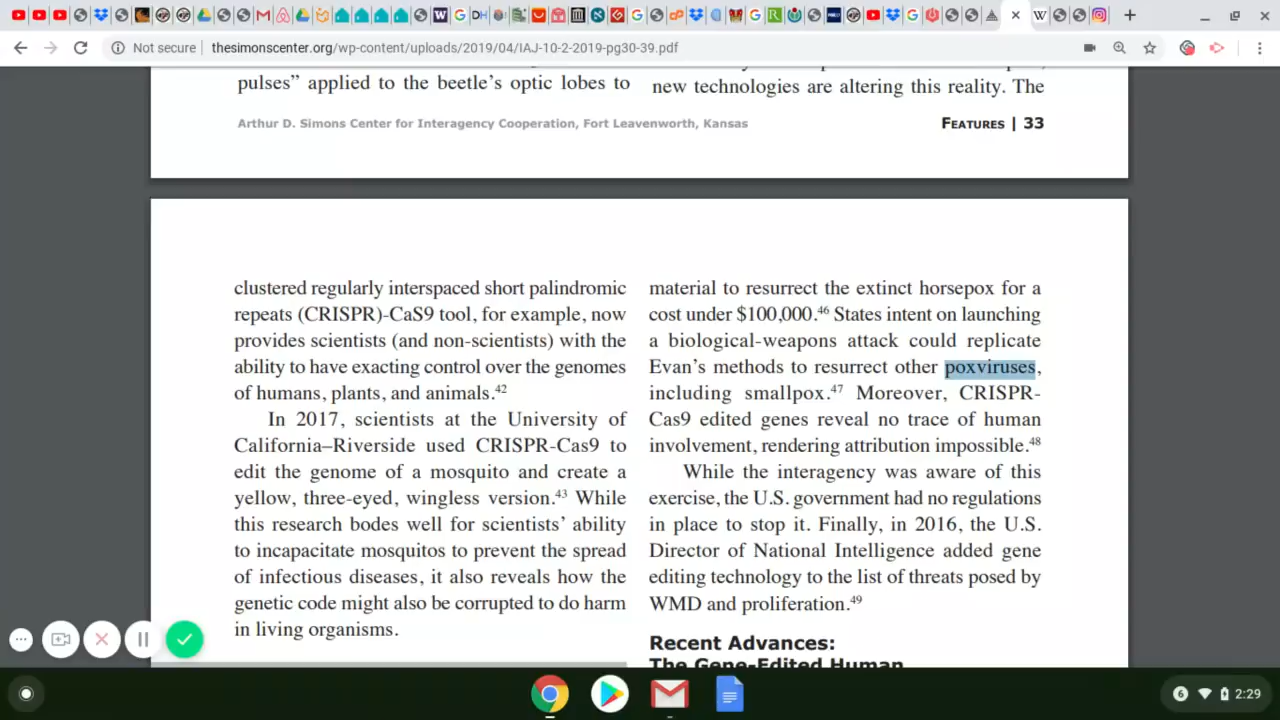 Not secure | thesimonscenter.org/wp-content/uploads/2019/04/IAJ-10-2-2019-pg30-39.pdf
pulses” applied to the beetle’s optic lobes to
new technologies are altering this reality. The
Arthur D. Simons Center for Interagency Cooperation, Fort Leavenworth, Kansas
Features | 33
clustered regularly interspaced short palindromic
repeats (CRISPR)-CaS9 tool, for example, now
provides scientists (and non-scientists) with the
ability to have exacting control over the genomes
of humans, plants, and animals.42
In 2017, scientists at the University of
California–Riverside used CRISPR-Cas9 to
edit the genome of a mosquito and create a
yellow, three-eyed, wingless version.43 While
this research bodes well for scientists’ ability
to incapacitate mosquitos to prevent the spread
of infectious diseases, it also reveals how the
genetic code might also be corrupted to do harm
in living organisms.
material to resurrect the extinct horsepox for a
cost under $100,000.46 States intent on launching
a biological-weapons attack could replicate
Evan’s methods to resurrect other poxviruses,
including smallpox.47 Moreover, CRISPR-
Cas9 edited genes reveal no trace of human
involvement, rendering attribution impossible.48
While the interagency was aware of this
exercise, the U.S. government had no regulations
in place to stop it. Finally, in 2016, the U.S.
Director of National Intelligence added gene
editing technology to the list of threats posed by
WMD and proliferation.49
Recent Advances:
The Gene-Edited Human
6
2:29